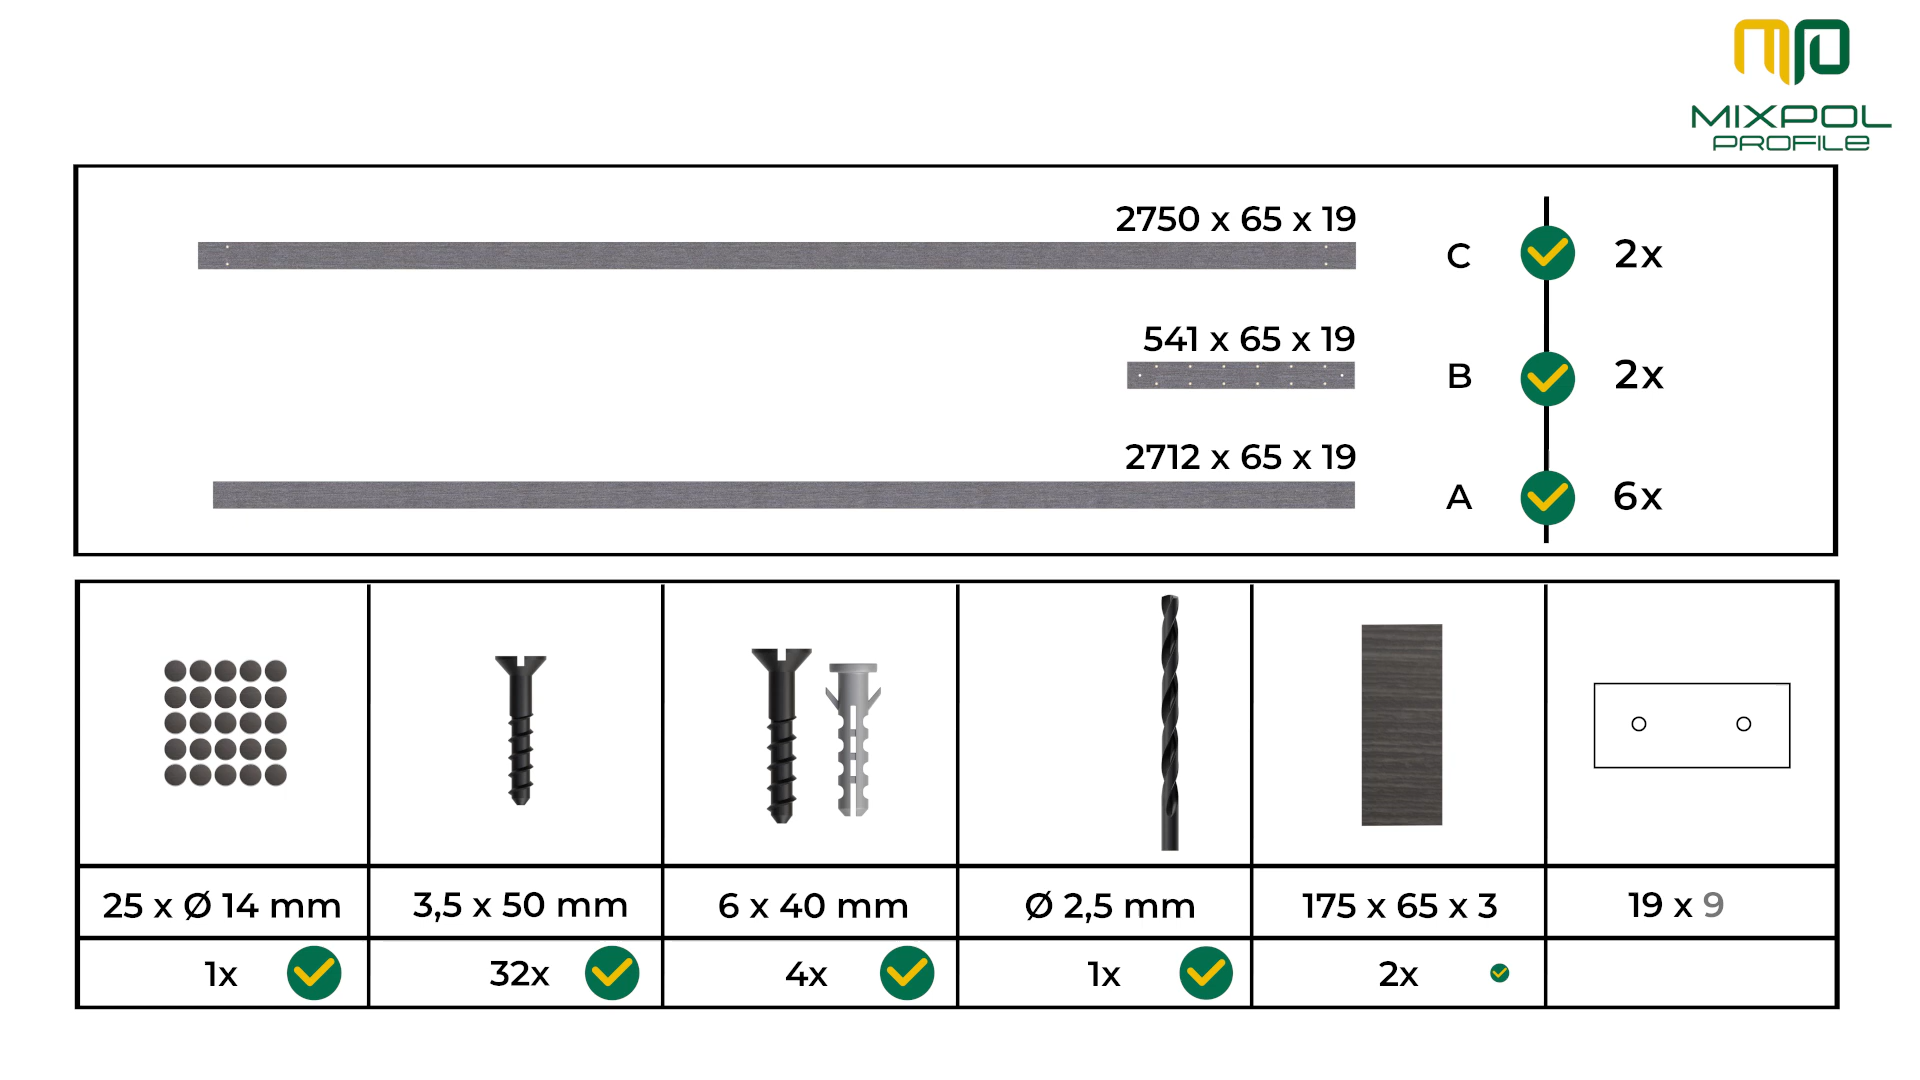 MIXPOL
PROFILE
2750 x 65 x 19
C
2x
541 x 65 x 19
B
2x
2712 x 65 x 19
A
6x
25 x Ø 14 mm
3,5 x 50 mm
6 x 40 mm
Ø 2,5 mm
175 x 65 x 3
19 x 9
1x
32x
4x
1x
2x